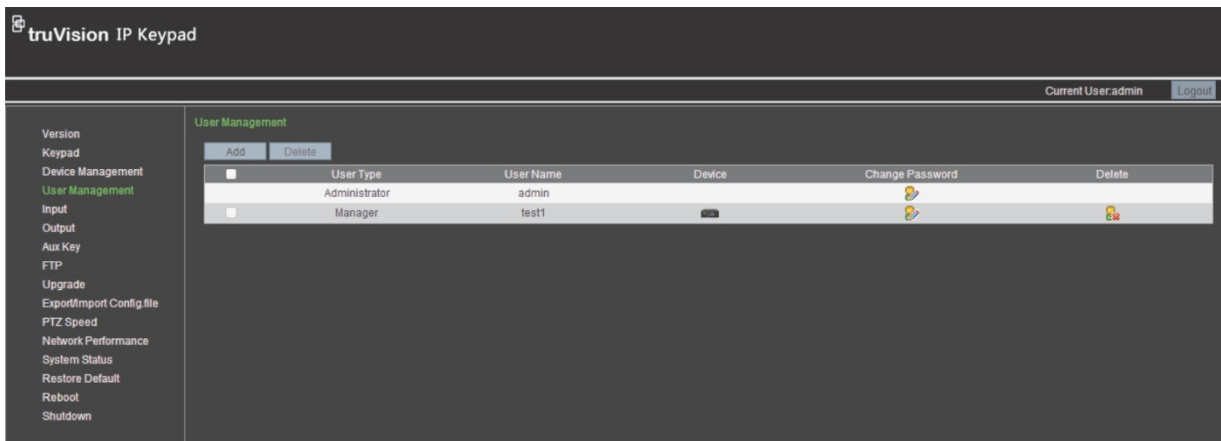 truVision IP Keypad
Current User:admin Logout
Version
Keypad
Device Management
User Management
Input
Output
Aux Key
FTP
Upgrade
Export/Import Config.file
PTZ Speed
Network Performance
System Status
Restore Default
Reboot
Shutdown
User Management
Add Delete
User Type User Name Device Change Password Delete
Administrator admin
Manager test1